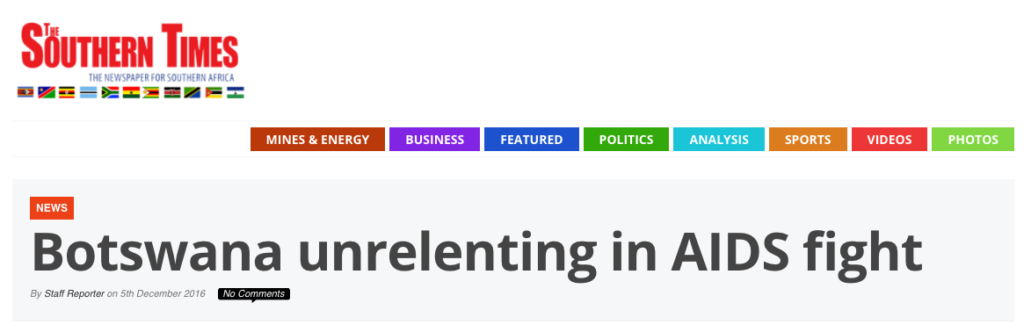 THE
SOUTHERN TIMES
THE NEWSPAPER FOR SOUTHERN AFRICA
MINES & ENERGY BUSINESS FEATURED POLITICS ANALYSIS SPORTS VIDEOS PHOTOS
NEWS
Botswana unrelenting in AIDS fight
By Staff Reporter on 5th December 2016 No Comments